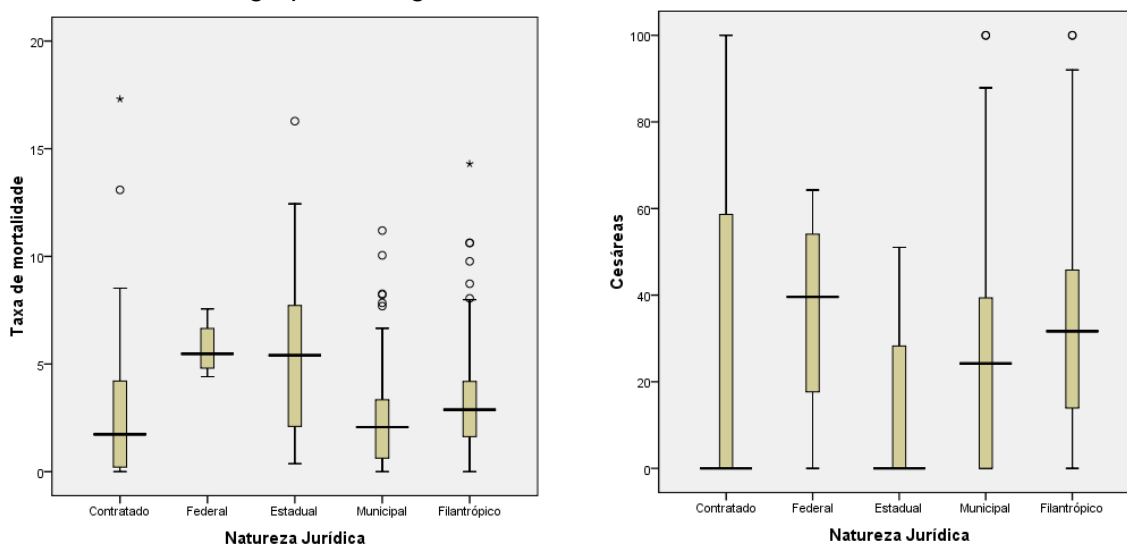 20
15
10
5
0
Taxa de mortalidade
Contratado Federal Estadual Municipal Filantrópico
Natureza Jurídica
100
80
60
40
20
0
Cesáreas
Contratado Federal Estadual Municipal Filantrópico
Natureza Jurídica